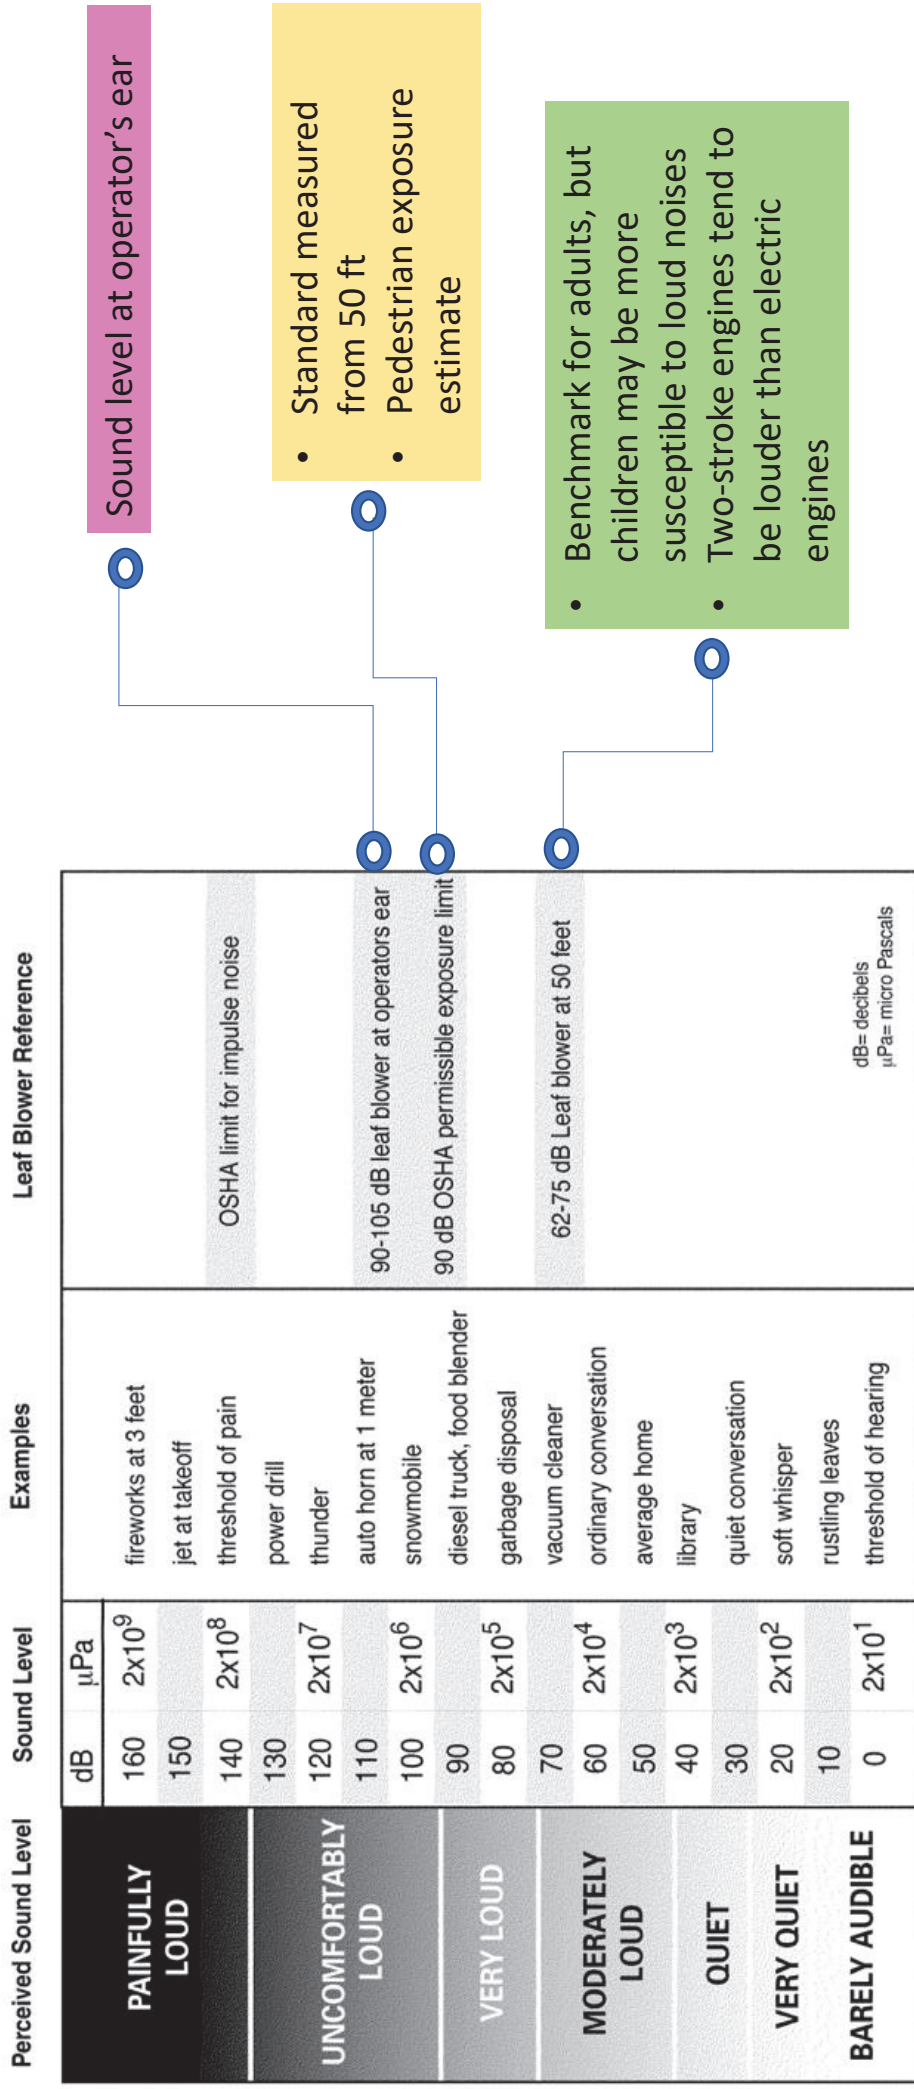 Perceived Sound Level Sound Level Examples Leaf Blower Reference
dB µPa
PAINFULLY
LOUD
160 2x10⁹ fireworks at 3 feet
150 jet at takeoff
140 2x10⁸ threshold of pain OSHA limit for impulse noise
UNCOMFORTABLY
LOUD
130 power drill
120 2x10⁷ thunder
110 auto horn at 1 meter 90-105 dB leaf blower at operators ear
100 2x10⁶ snowmobile 90 dB OSHA permissible exposure limit
VERY LOUD
90 diesel truck, food blender
80 2x10⁵ garbage disposal
MODERATELY
LOUD
70 vacuum cleaner 62-75 dB Leaf blower at 50 feet
60 2x10⁴ ordinary conversation
50 average home
QUIET
40 2x10³ library
30 quiet conversation
VERY QUIET
20 2x10² soft whisper
10 rustling leaves
BARELY AUDIBLE
0 2x10¹ threshold of hearing
dB= decibels
µPa= micro Pascals
Sound level at operator's ear
• Standard measured
from 50 ft
• Pedestrian exposure
estimate
• Benchmark for adults, but
children may be more
susceptible to loud noises
• Two-stroke engines tend to
be louder than electric
engines